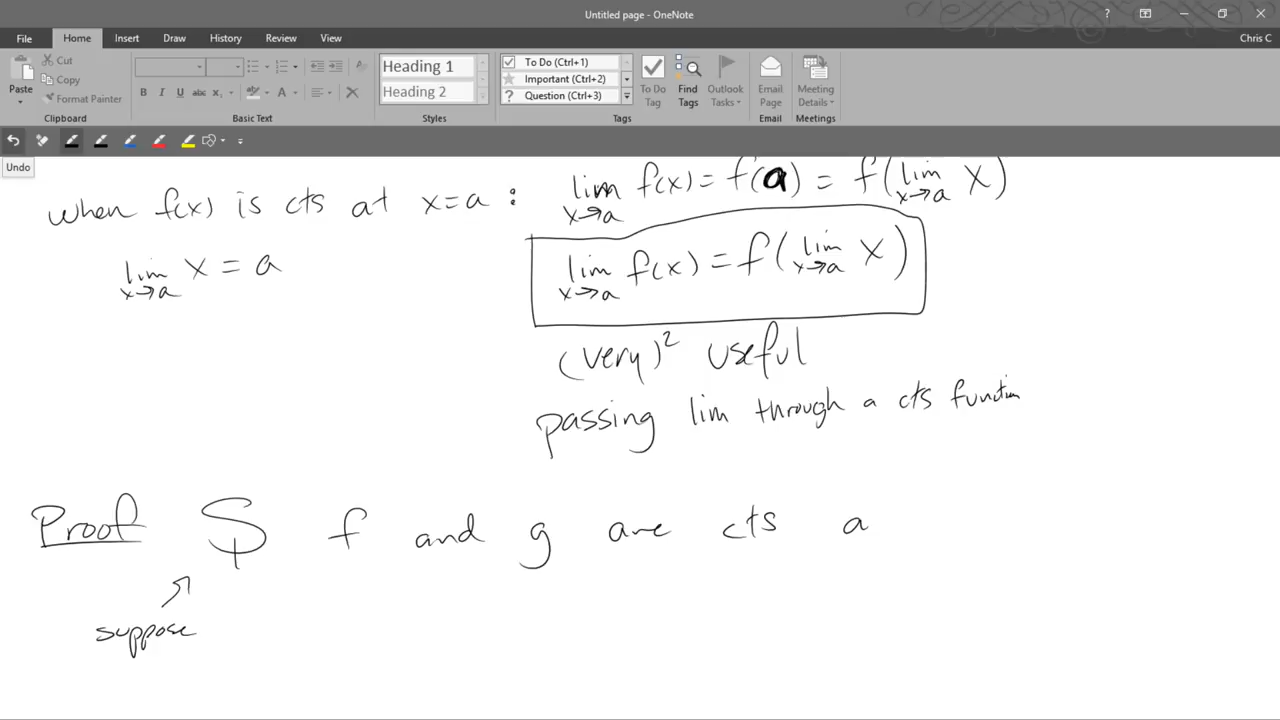 Untitled page - OneNote
?
File Home Insert Draw History Review View
Chris C
Paste
Cut
Copy
Format Painter
Clipboard
B I U abc x₂ A
Basic Text
Heading 1
Heading 2
Styles
To Do (Ctrl+1)
Important (Ctrl+2)
? Question (Ctrl+3)
To Do Tag
Find Tags
Outlook Tasks
Tags
Email Page
Email
Meeting Details
Meetings
Undo
when f(x) is cts at x=a :
lim x→a f(x) = f(a) = f(lim x→a x)
lim x→a x = a
lim x→a f(x) = f(lim x→a x)
(very)² useful
passing lim through a cts function
Proof $ f and g are cts a
suppose